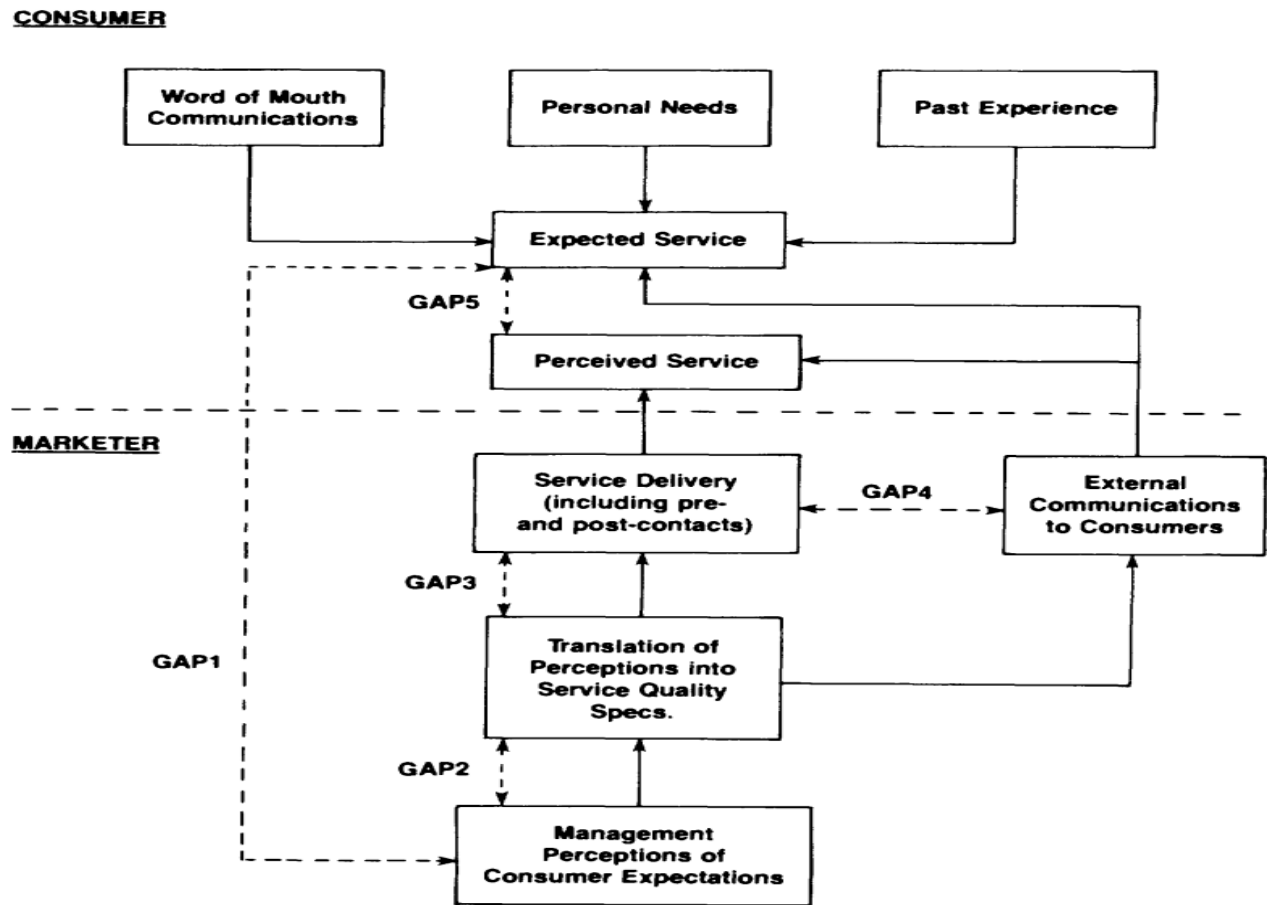 CONSUMER
Word of Mouth
Communications
Personal Needs
Past Experience
Expected Service
GAP5
Perceived Service
MARKETER
Service Delivery
(including pre-
and post-contacts)
GAP4
External
Communications
to Consumers
GAP3
Translation of
Perceptions into
Service Quality
Specs.
GAP1
GAP2
Management
Perceptions of
Consumer Expectations